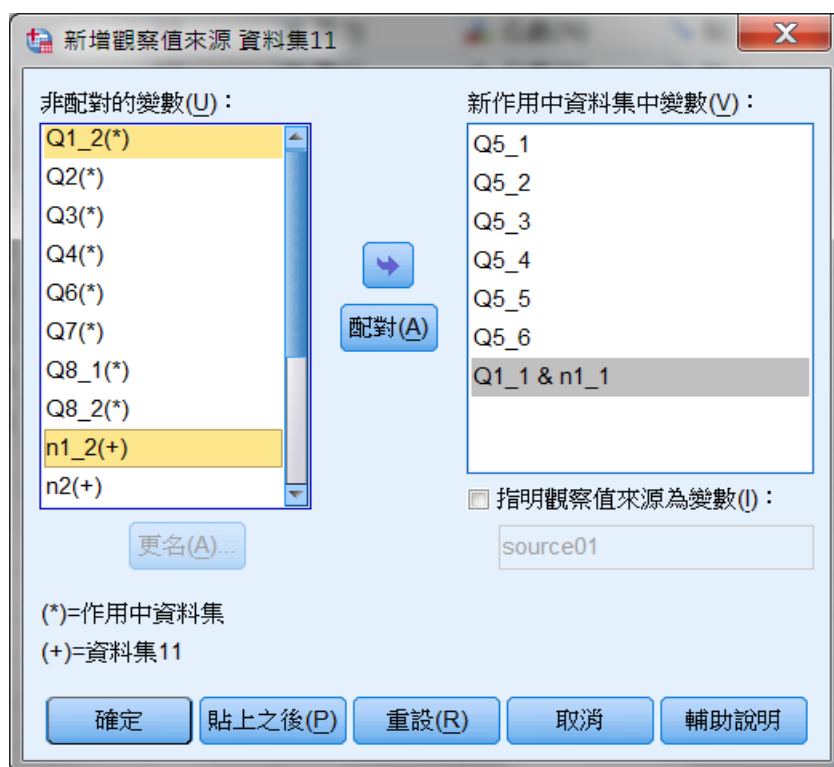 新增觀察值來源 資料集11
非配對的變數(U)：
Q1_2(*)
Q2(*)
Q3(*)
Q4(*)
Q6(*)
Q7(*)
Q8_1(*)
Q8_2(*)
n1_2(+)
n2(+)
更名(A)...
配對(A)
新作用中資料集中變數(V)：
Q5_1
Q5_2
Q5_3
Q5_4
Q5_5
Q5_6
Q1_1 & n1_1
指明觀察值來源為變數(I)：
source01
(*)=作用中資料集
(+)=資料集11
確定
貼上之後(P)
重設(R)
取消
輔助說明